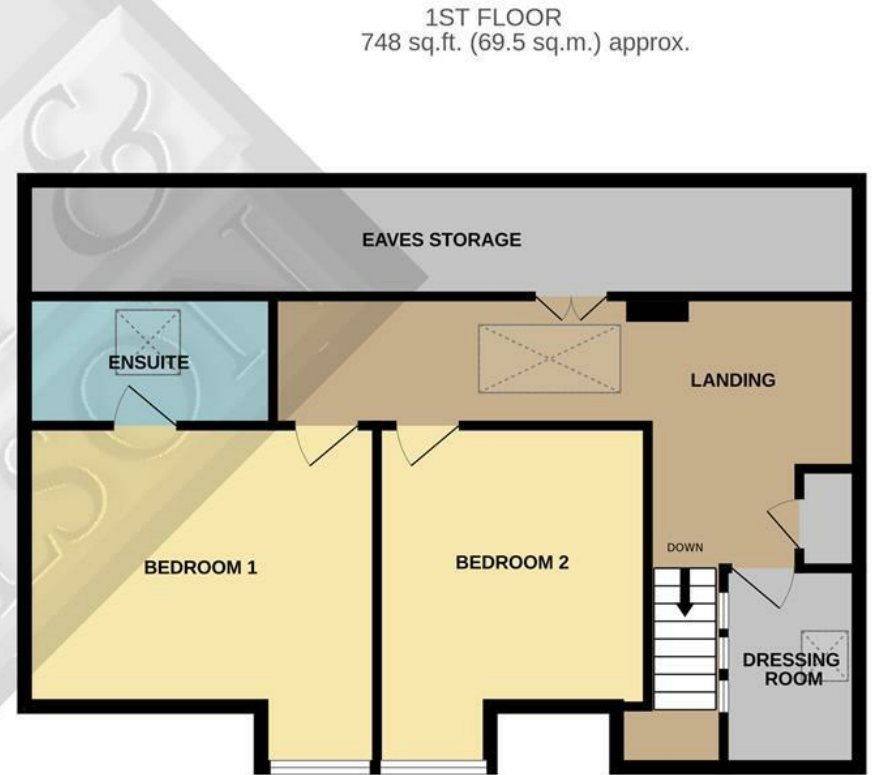 1ST FLOOR
748 sq.ft. (69.5 sq.m.) approx.
EAVES STORAGE
ENSUITE
LANDING
DOWN
BEDROOM 1
BEDROOM 2
DRESSING
ROOM